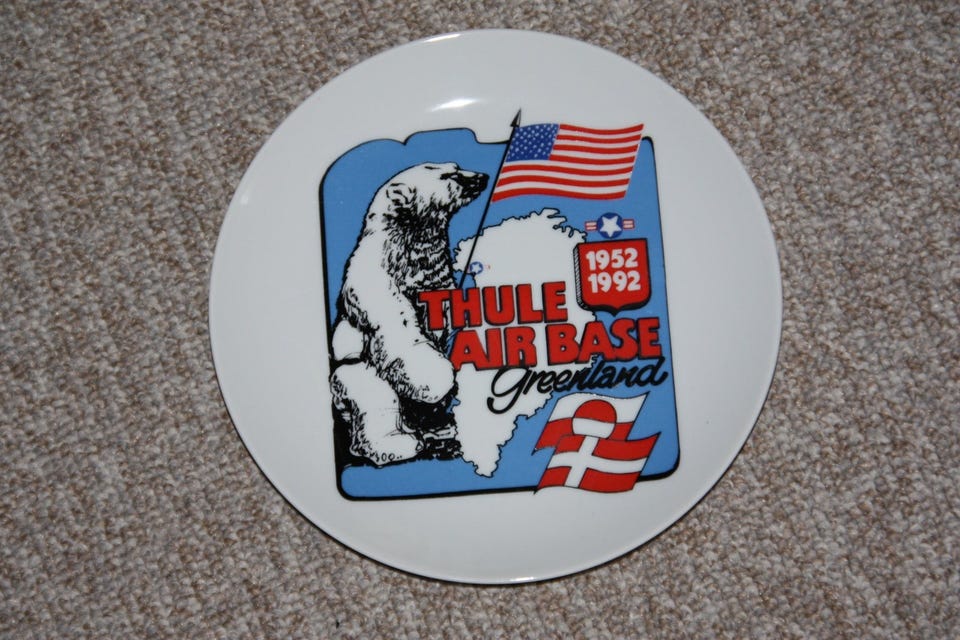 1952
1992
THULE
AIR BASE
Greenland